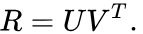 R = UV^T.